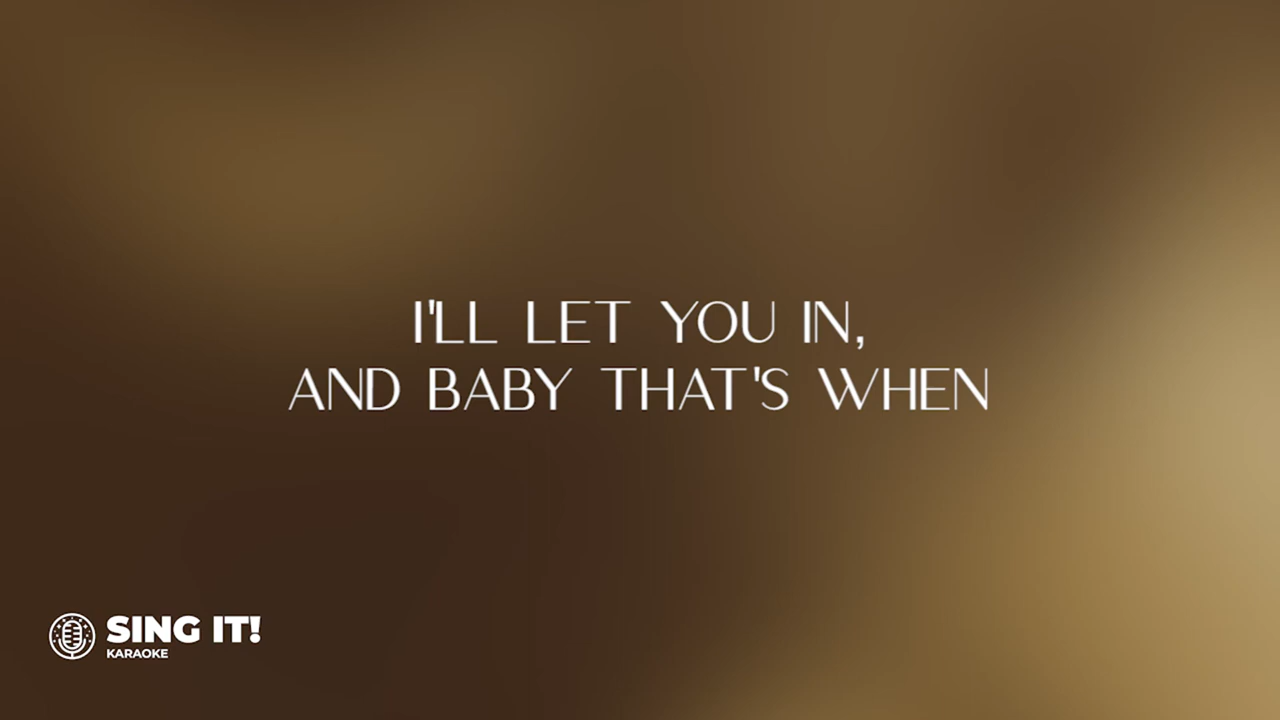 I'LL LET YOU IN,
AND BABY THAT'S WHEN
SING IT!
KARAOKE